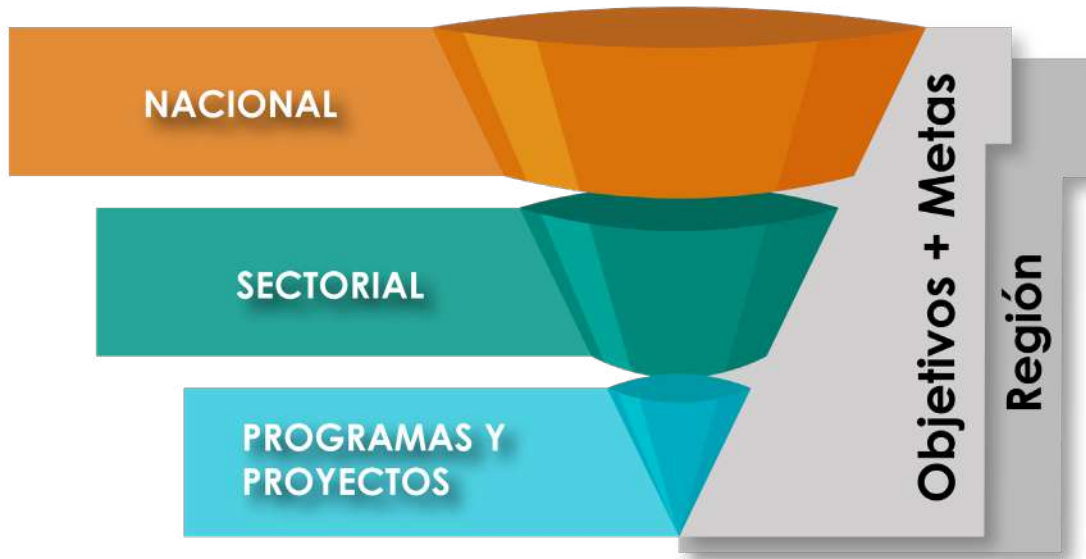 NACIONAL
SECTORIAL
PROGRAMAS Y
PROYECTOS
Objetivos + Metas
Región